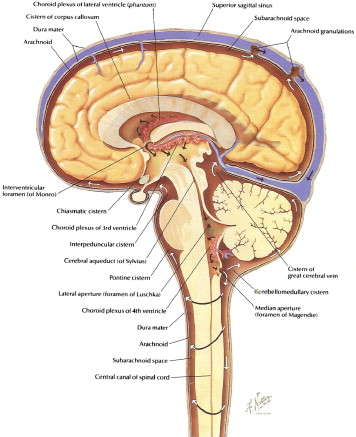 Choroid plexus of lateral ventricle (phantom)
Cistern of corpus callosum
Dura mater
Arachnoid
Superior sagittal sinus
Subarachnoid space
Arachnoid granulations
Interventricular
foramen (of Monro)
Chiasmatic cistern
Choroid plexus of 3rd ventricle
Interpeduncular cistern
Cerebral aqueduct (of Sylvius)
Pontine cistern
Lateral aperture (foramen of Luschka)
Choroid plexus of 4th ventricle
Dura mater
Arachnoid
Subarachnoid space
Central canal of spinal cord
Cistern of
great cerebral vein
Cerebellomedullary cistern
Median aperture
(foramen of Magendie)
F. Netter